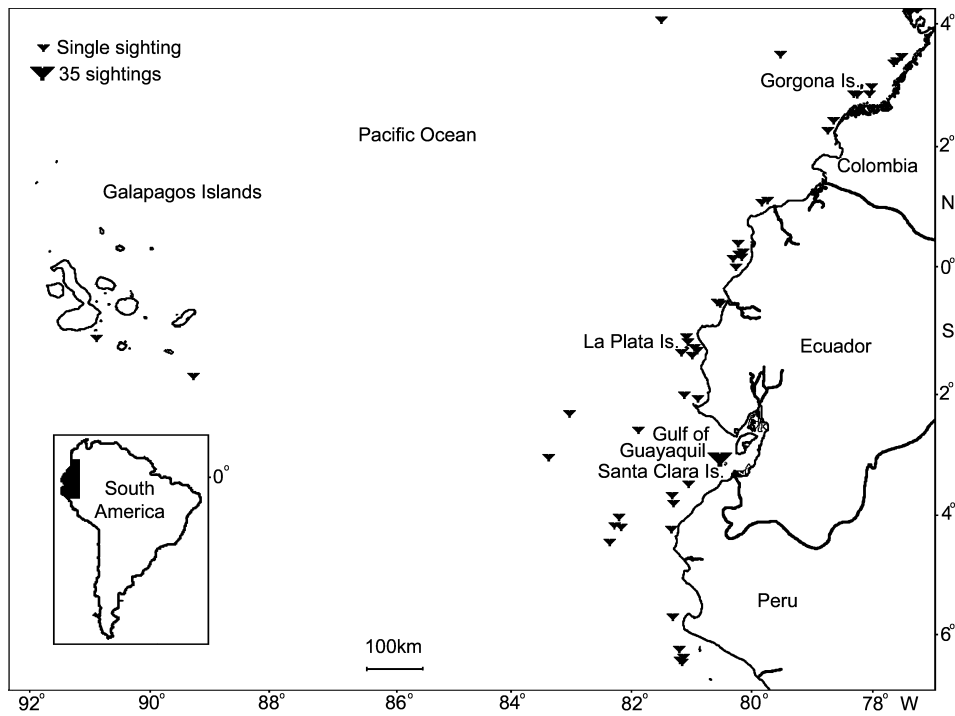 Single sighting
35 sightings
4°
Gorgona Is.
Pacific Ocean
2°
Colombia
Galapagos Islands
N
0°
S
La Plata Is.
Ecuador
2°
Gulf of
Guayaquil
Santa Clara Is.
0°
South
America
4°
Peru
6°
100km
92° 90° 88° 86° 84° 82° 80° 78° W